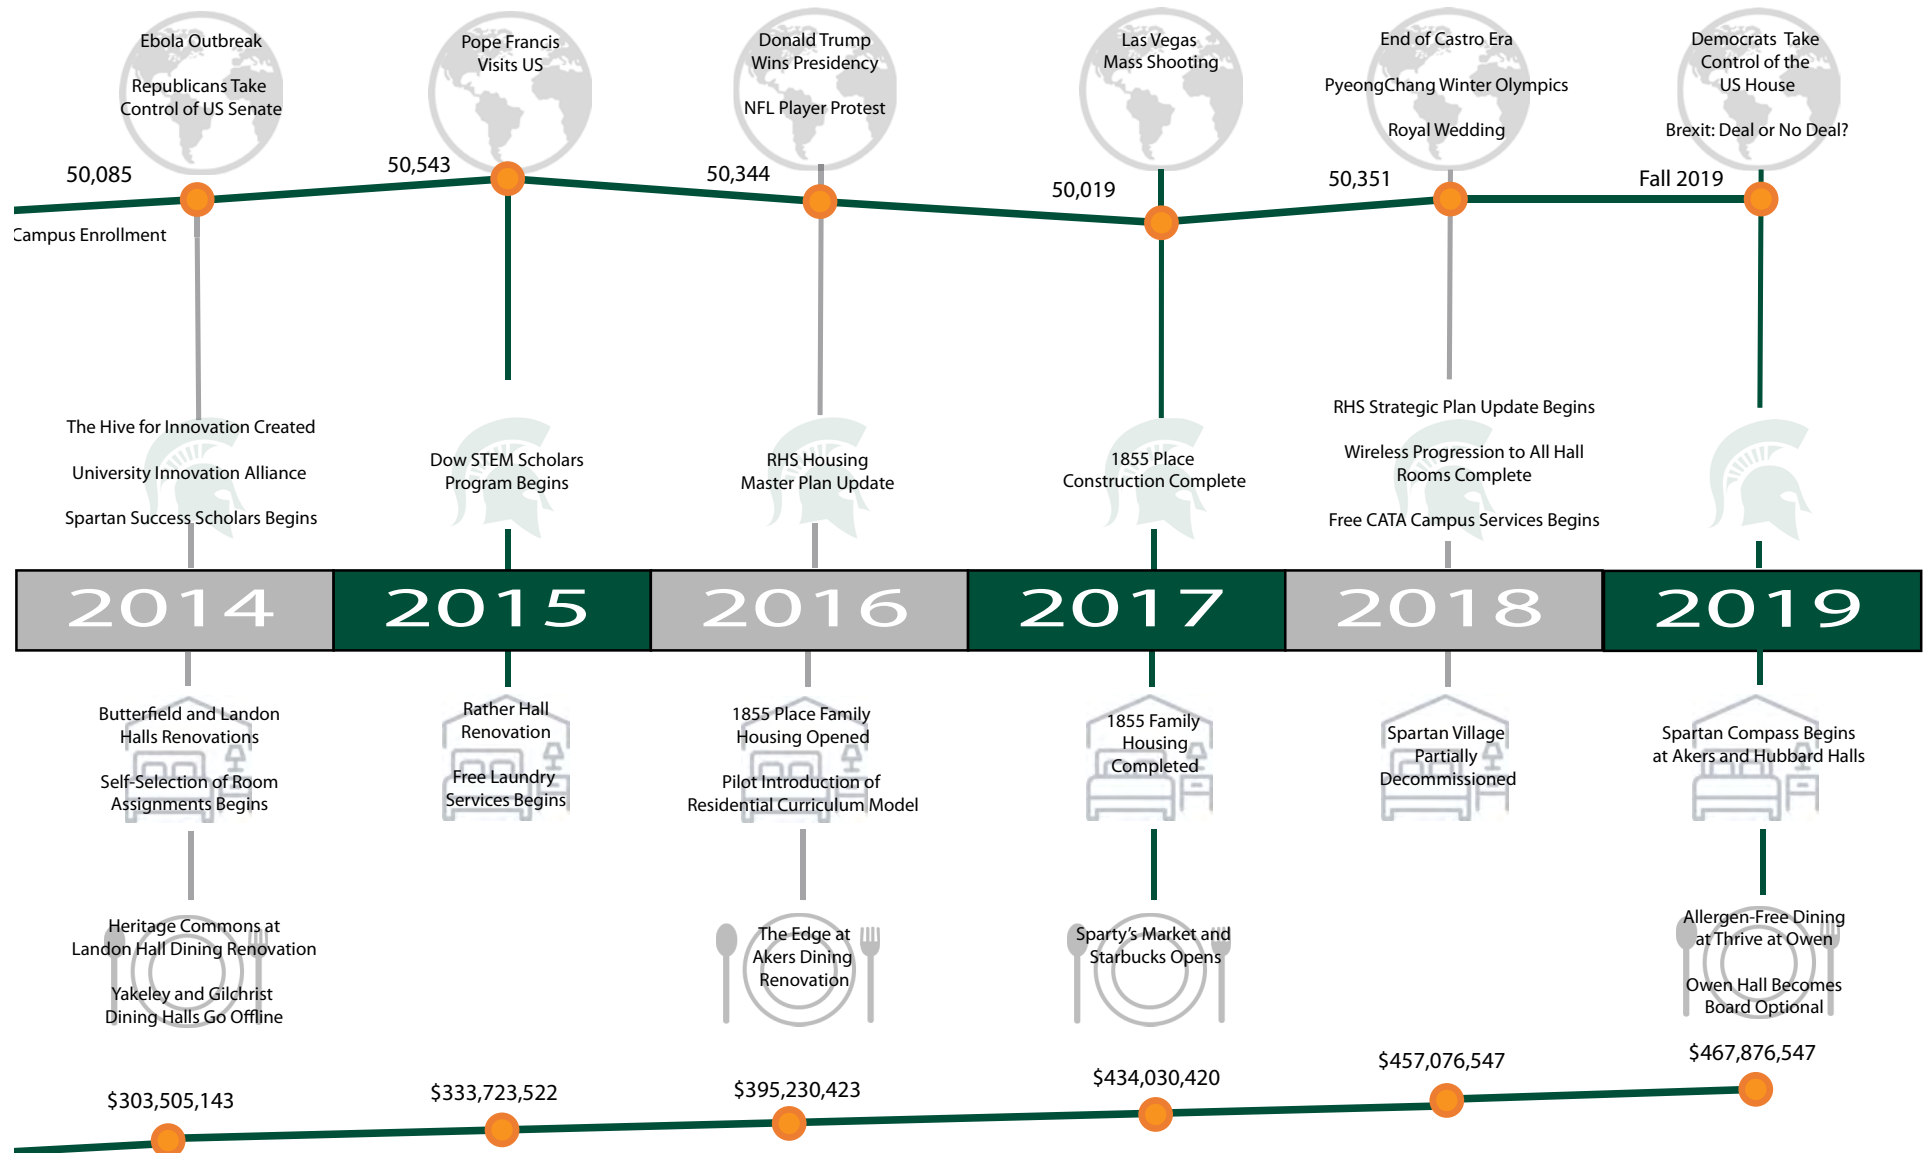 Ebola Outbreak
Republicans Take
Control of US Senate
Pope Francis
Visits US
Donald Trump
Wins Presidency
NFL Player Protest
Las Vegas
Mass Shooting
End of Castro Era
PyeongChang Winter Olympics
Royal Wedding
Democrats Take
Control of the
US House
Brexit: Deal or No Deal?
50,085
50,543
50,344
50,019
50,351
Fall 2019
Campus Enrollment
The Hive for Innovation Created
University Innovation Alliance
Spartan Success Scholars Begins
Dow STEM Scholars
Program Begins
RHS Housing
Master Plan Update
1855 Place
Construction Complete
RHS Strategic Plan Update Begins
Wireless Progression to All Hall
Rooms Complete
Free CATA Campus Services Begins
2014
2015
2016
2017
2018
2019
Butterfield and Landon
Halls Renovations
Self-Selection of Room
Assignments Begins
Rather Hall
Renovation
Free Laundry
Services Begins
1855 Place Family
Housing Opened
Pilot Introduction of
Residential Curriculum Model
1855 Family
Housing
Completed
Spartan Village
Partially
Decommissioned
Spartan Compass Begins
at Akers and Hubbard Halls
Heritage Commons at
Landon Hall Dining Renovation
Yakeley and Gilchrist
Dining Halls Go Offline
The Edge at
Akers Dining
Renovation
Sparty's Market and
Starbucks Opens
Allergen-Free Dining
at Thrive at Owen
Owen Hall Becomes
Board Optional
$303,505,143
$333,723,522
$395,230,423
$434,030,420
$457,076,547
$467,876,547